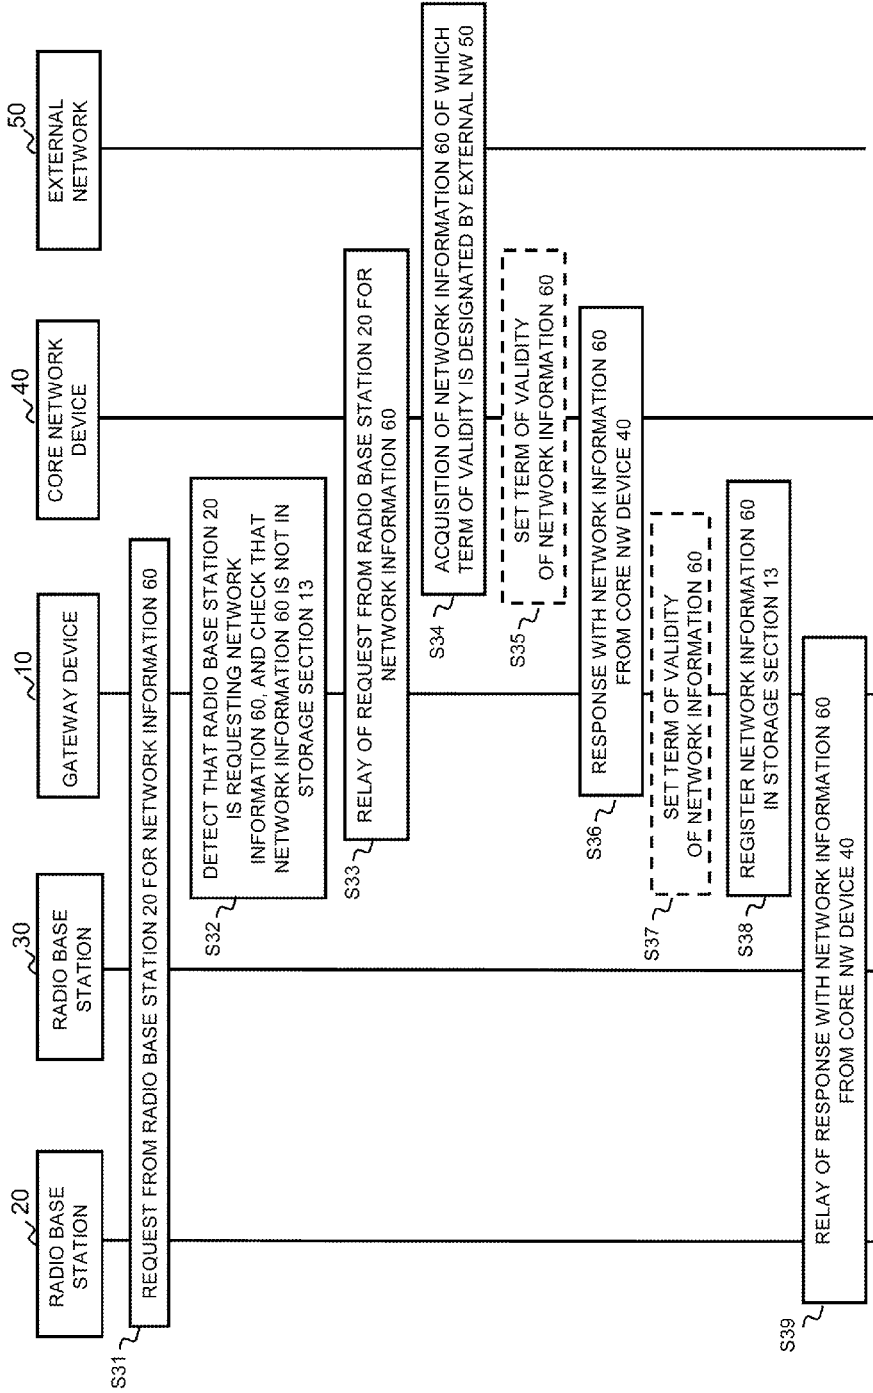 20
RADIO BASE
STATION
30
RADIO BASE
STATION
10
GATEWAY DEVICE
40
CORE NETWORK
DEVICE
50
EXTERNAL
NETWORK
S31
REQUEST FROM RADIO BASE STATION 20 FOR NETWORK INFORMATION 60
S32
DETECT THAT RADIO BASE STATION 20
IS REQUESTING NETWORK
INFORMATION 60, AND CHECK THAT
NETWORK INFORMATION 60 IS NOT IN
STORAGE SECTION 13
S33
RELAY OF REQUEST FROM RADIO BASE STATION 20 FOR
NETWORK INFORMATION 60
S34
ACQUISITION OF NETWORK INFORMATION 60 OF WHICH
TERM OF VALIDITY IS DESIGNATED BY EXTERNAL NW 50
S35
SET TERM OF VALIDITY
OF NETWORK INFORMATION 60
S36
RESPONSE WITH NETWORK INFORMATION 60
FROM CORE NW DEVICE 40
S37
SET TERM OF VALIDITY
OF NETWORK INFORMATION 60
S38
REGISTER NETWORK INFORMATION 60
IN STORAGE SECTION 13
S39
RELAY OF RESPONSE WITH NETWORK INFORMATION 60
FROM CORE NW DEVICE 40